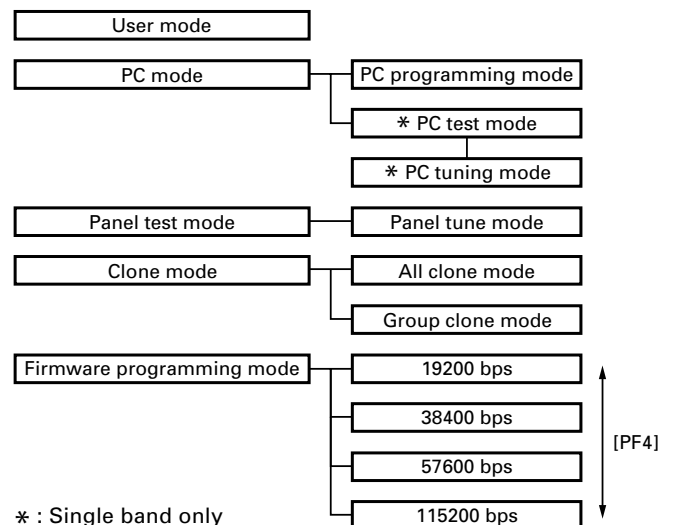 User mode
PC mode
PC programming mode
* PC test mode
* PC tuning mode
Panel test mode
Panel tune mode
Clone mode
All clone mode
Group clone mode
Firmware programming mode
19200 bps
38400 bps
57600 bps
115200 bps
[PF4]
* : Single band only